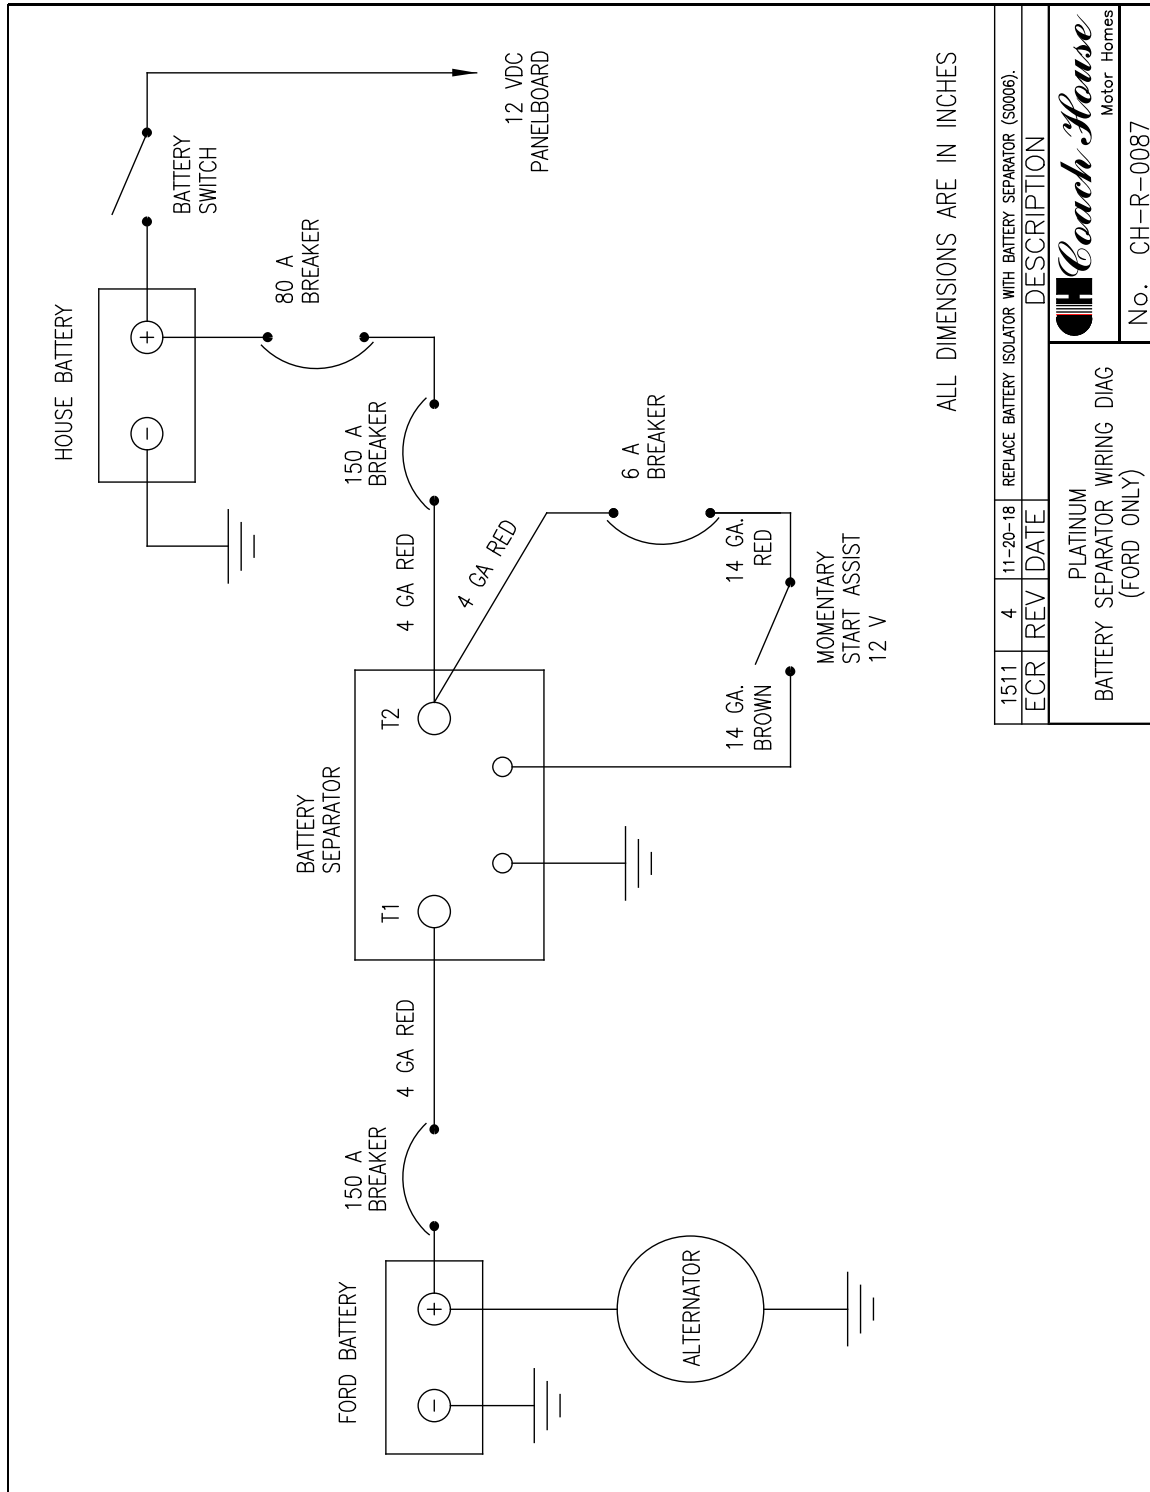 HOUSE BATTERY
+
-
BATTERY
SWITCH
12 VDC
PANELBOARD
80 A
BREAKER
150 A
BREAKER
4 GA RED
4 GA RED
6 A
BREAKER
14 GA.
RED
MOMENTARY
START ASSIST
12 V
14 GA.
BROWN
BATTERY
SEPARATOR
T1
T2
4 GA RED
150 A
BREAKER
FORD BATTERY
-
+
ALTERNATOR
ALL DIMENSIONS ARE IN INCHES
1511 4 11-20-18 REPLACE BATTERY ISOLATOR WITH BATTERY SEPARATOR (S0006).
ECR REV DATE DESCRIPTION
PLATINUM
BATTERY SEPARATOR WIRING DIAG
(FORD ONLY)
CH Coach House
Motor Homes
No. CH-R-0087